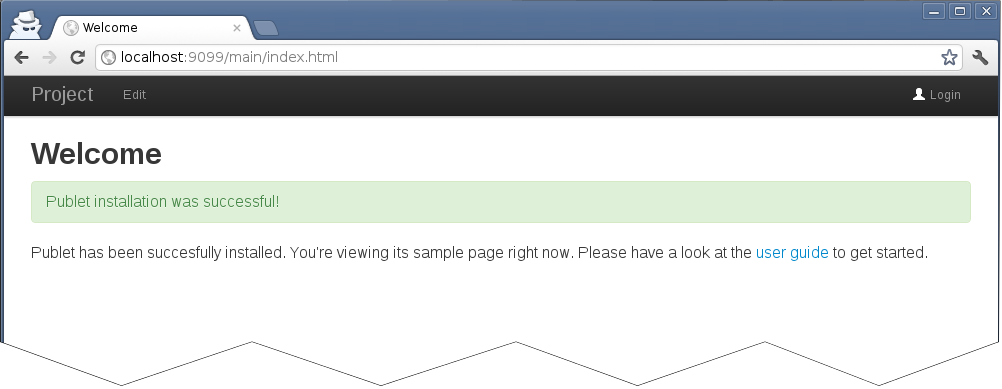 Welcome
localhost:9099/main/index.html
Project Edit Login
Welcome
Publet installation was successful!
Publet has been succesfully installed. You're viewing its sample page right now. Please have a look at the user guide to get started.